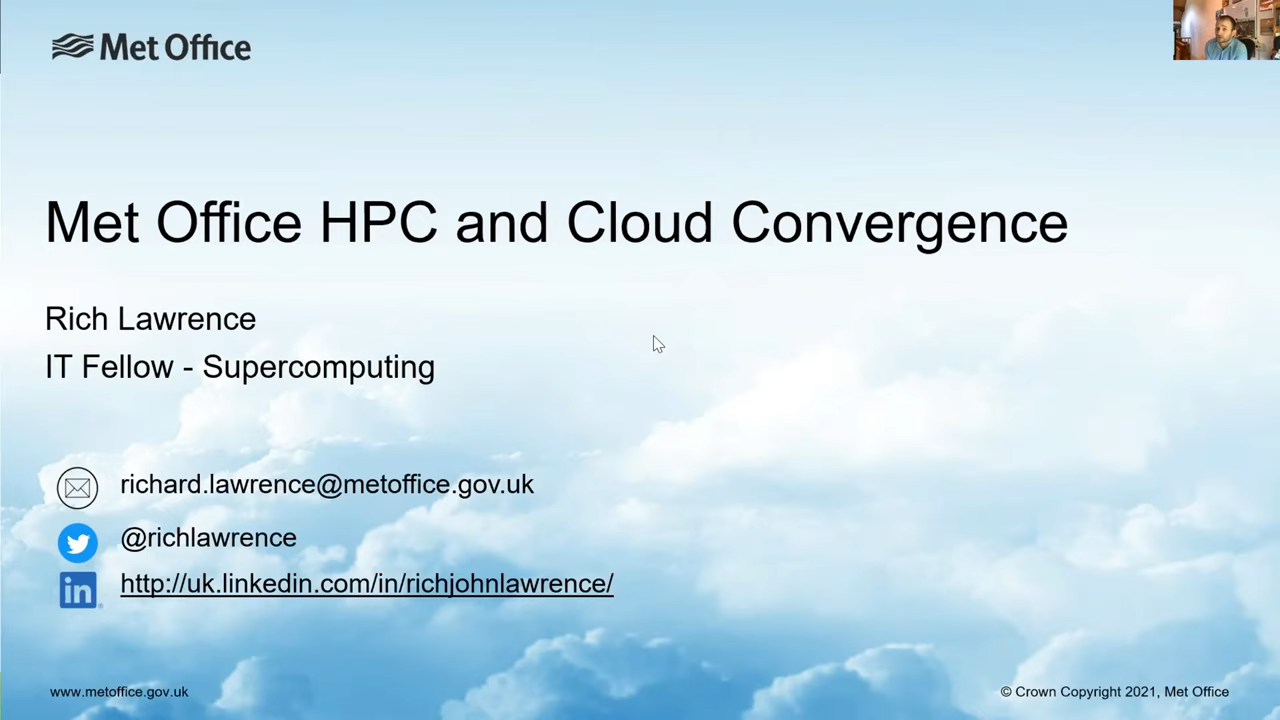 Met Office
Met Office HPC and Cloud Convergence
Rich Lawrence
IT Fellow - Supercomputing
richard.lawrence@metoffice.gov.uk
@richlawrence
in
http://uk.linkedin.com/in/richjohnlawrence/
www.metoffice.gov.uk
© Crown Copyright 2021, Met Office